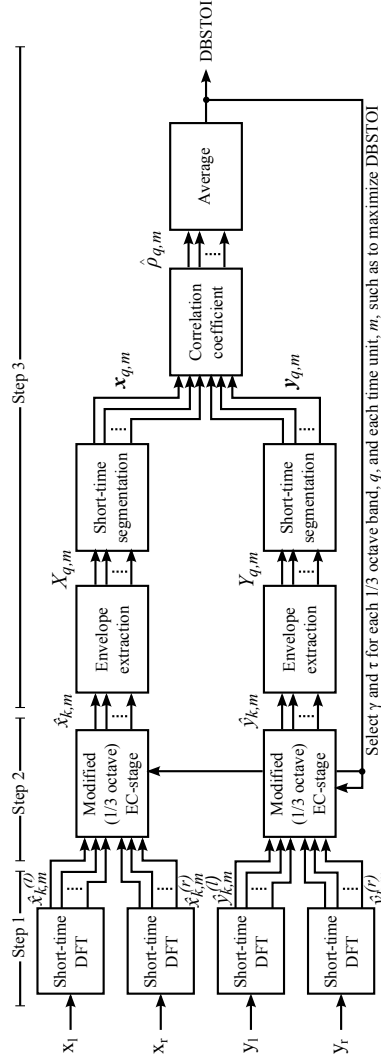 Step 1
Step 2
Step 3
x_l
Short-time
DFT
x̂_{k,m}^{(l)}
x_r
Short-time
DFT
x̂_{k,m}^{(r)}
Modified
(1/3 octave)
EC-stage
x̂_{k,m}
Envelope
extraction
X_{q,m}
Short-time
segmentation
x_{q,m}
y_l
Short-time
DFT
ŷ_{k,m}^{(l)}
y_r
Short-time
DFT
Modified
(1/3 octave)
EC-stage
ŷ_{k,m}
Envelope
extraction
Y_{q,m}
Short-time
segmentation
y_{q,m}
Correlation
coefficient
ρ̂_{q,m}
Average
DBSTOI
Select γ and τ for each 1/3 octave band, q, and each time unit, m, such as to maximize DBSTOI